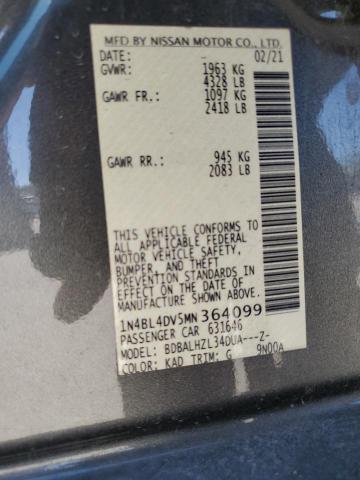 MFD BY NISSAN MOTOR CO., LTD.
DATE: - 02/21
GVWR: 1963 KG
4328 LB
GAWR FR: 1097 KG
2418 LB
GAWR RR: 945 KG
2083 LB
THIS VEHICLE CONFORMS TO
ALL APPLICABLE FEDERAL
MOTOR VEHICLE SAFETY,
BUMPER, AND THEFT
PREVENTION STANDARDS
IN EFFECT ON THE DATE
OF MANUFACTURE SHOWN
ABOVE.
1N4BL4DV5MN364099
PASSENGER CAR 631646
MODEL: BDBALHZL34DUA---Z-
COLOR: KAD TRIM: G 9N00A